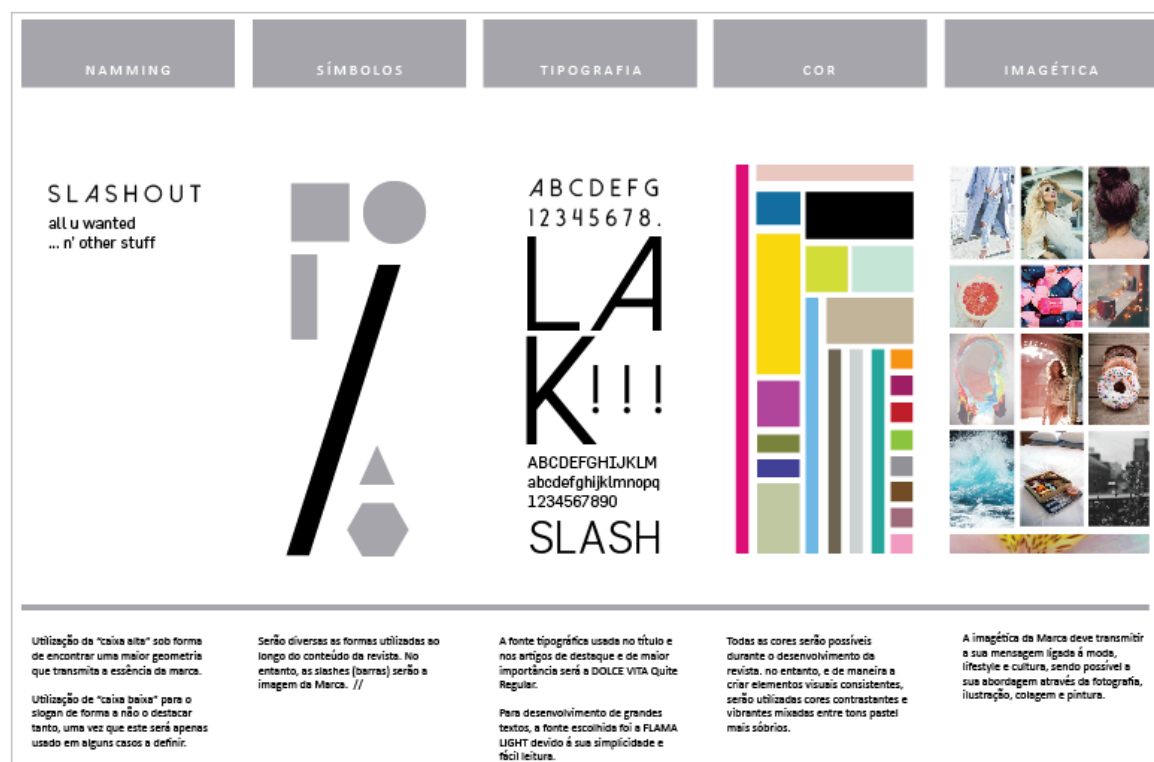 NAMMING
SÍMBOLOS
TIPOGRAFIA
COR
IMAGÉTICA
SLASHOUT
all u wanted
... n' other stuff
/
ABCDEFG
12345678.
LA
K!!!
ABCDEFGHIJKLM
abcdefghijklmnopq
1234567890
SLASH
Utilização da "caixa alta" sob forma
de encontrar uma maior geometria
que transmita a essência da marca.
Utilização de "caixa baixa" para o
slogan de forma a não o destacar
tanto, uma vez que este será apenas
usado em alguns casos a definir.
Serão diversas as formas utilizadas ao
longo do conteúdo da revista. No
entanto, as slashes (barras) serão a
imagem da Marca. //
A fonte tipográfica usada no título e
nos artigos de destaque e de maior
importância será a DOLCE VITA Quite
Regular.
Para desenvolvimento de grandes
textos, a fonte escolhida foi a FLAMA
LIGHT devido á sua simplicidade e
fácil leitura.
Todas as cores serão possíveis
durante o desenvolvimento da
revista. no entanto, e de maneira a
criar elementos visuais consistentes,
serão utilizadas cores contrastantes e
vibrantes mixadas entre tons pastel
mais sóbrios.
A imagética da Marca deve transmitir
a sua mensagem ligada á moda,
lifestyle e cultura, sendo possível a
sua abordagem através da fotografia,
ilustração, colagem e pintura.